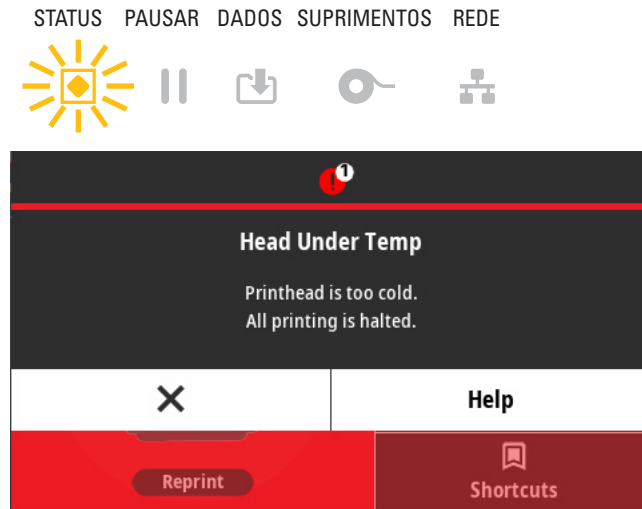 STATUS PAUSAR DADOS SUPRIMENTOS REDE
1
Head Under Temp
Printhead is too cold.
All printing is halted.
Help
Reprint
Shortcuts